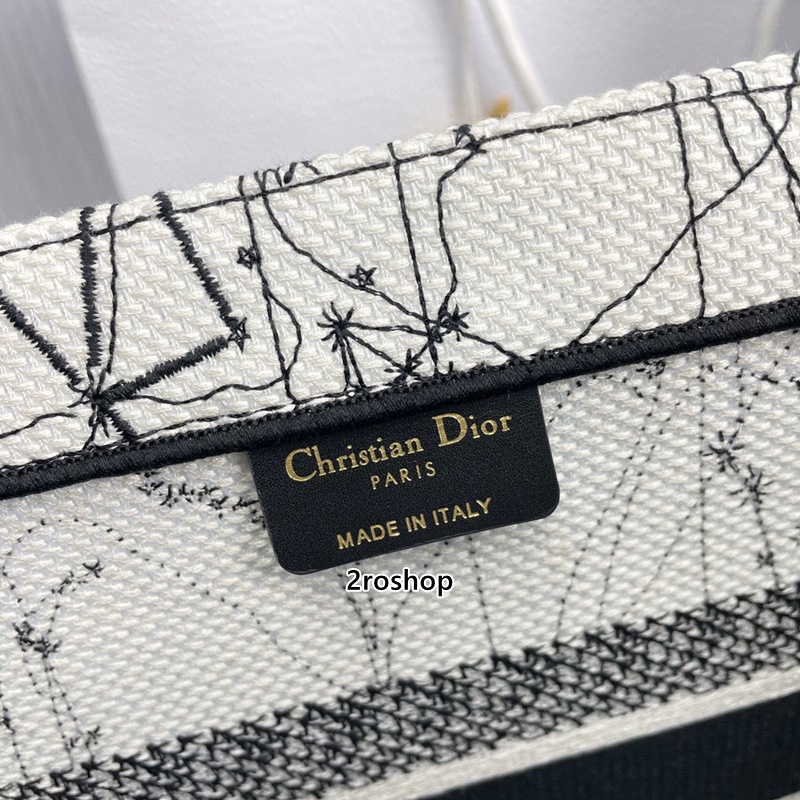 Christian Dior
PARIS
MADE IN ITALY
2roshop